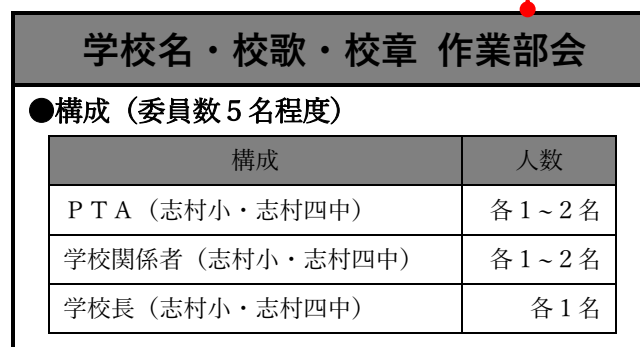 学校名・校歌・校章 作業部会
●構成（委員数５名程度）
構成 人数
ＰＴＡ（志村小・志村四中） 各１~２名
学校関係者（志村小・志村四中） 各１~２名
学校長（志村小・志村四中） 各１名